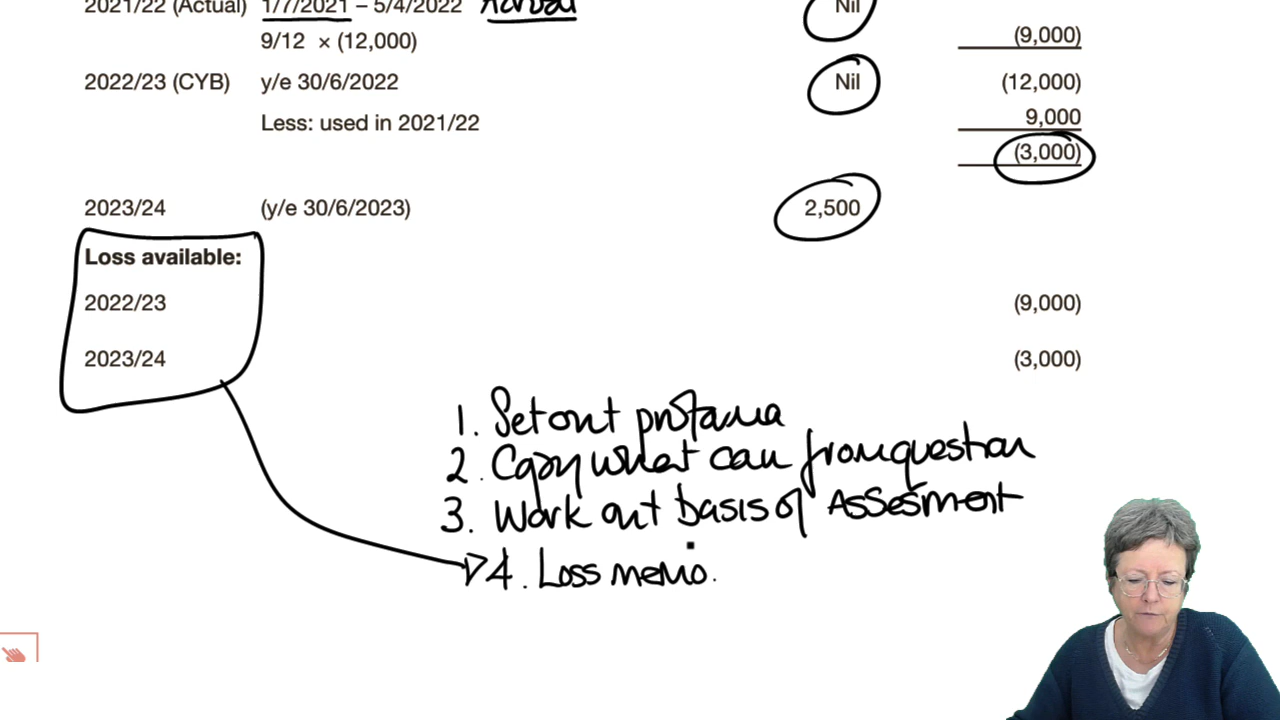 2021/22 (Actual) 1/7/2021 – 5/4/2022 Actual Nil
9/12 × (12,000) (9,000)
2022/23 (CYB) y/e 30/6/2022 Nil (12,000)
Less: used in 2021/22 9,000
(3,000)
2023/24 (y/e 30/6/2023) 2,500
Loss available:
2022/23 (9,000)
2023/24 (3,000)
1. Set out proforma
2. Copy what can from question
3. Work out basis of Assesment
4. Loss memo.